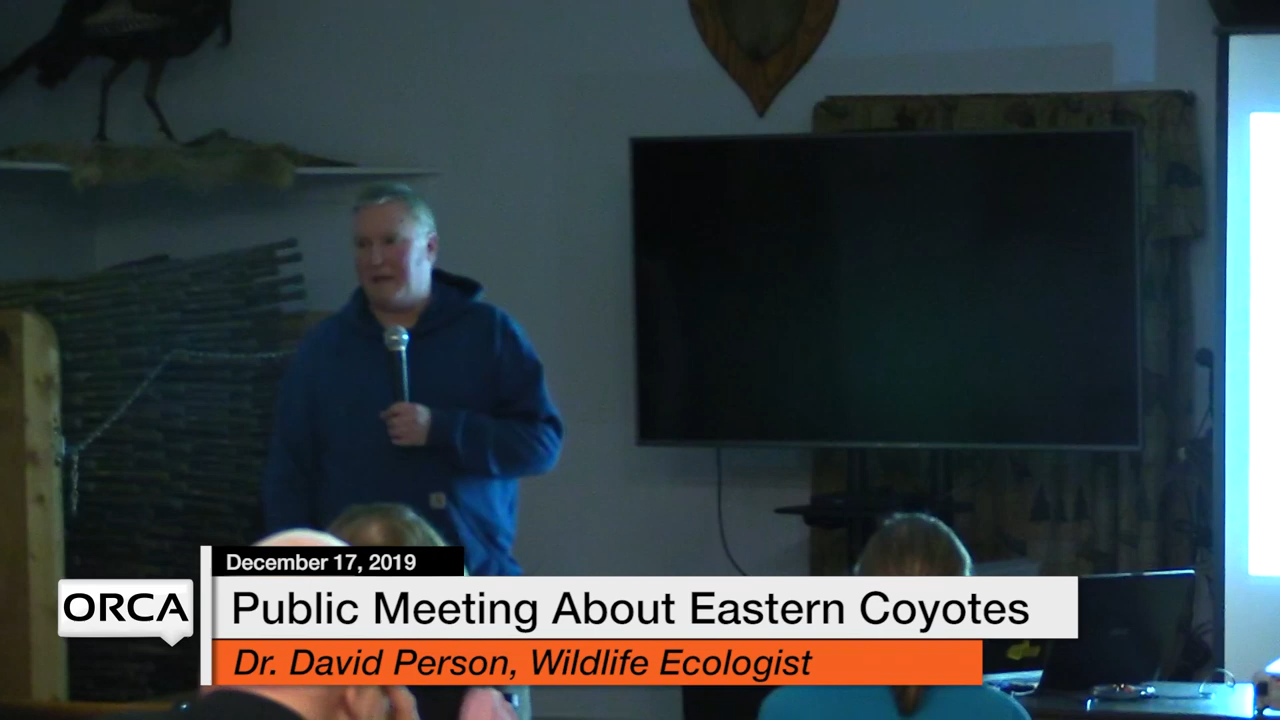 December 17, 2019
ORCA
Public Meeting About Eastern Coyotes
Dr. David Person, Wildlife Ecologist